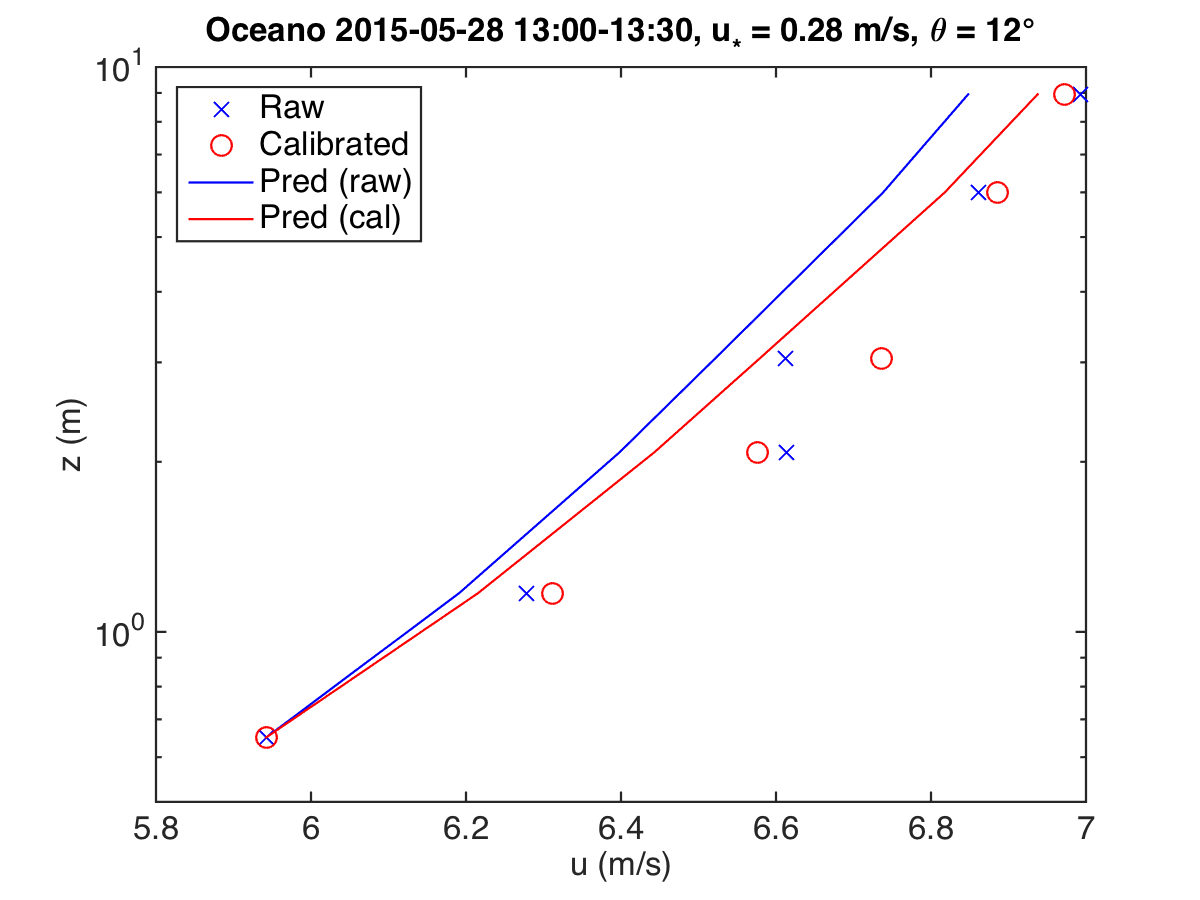 Oceano 2015-05-28 13:00-13:30, u* = 0.28 m/s, θ = 12°
10¹
Raw
Calibrated
Pred (raw)
Pred (cal)
z (m)
10⁰
5.8 6 6.2 6.4 6.6 6.8 7
u (m/s)